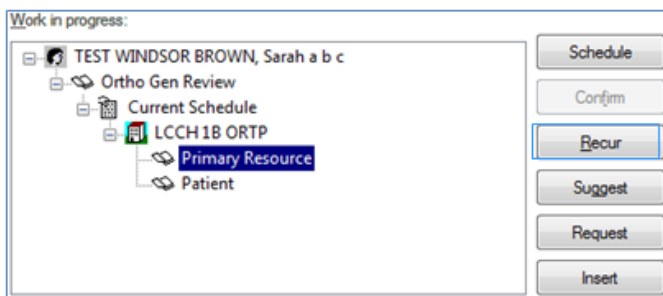 Work in progress:
TEST WINDSOR BROWN, Sarah a b c
Schedule
Ortho Gen Review
Confirm
Current Schedule
LCCH 1B ORTP
Recur
Primary Resource
Patient
Suggest
Request
Insert